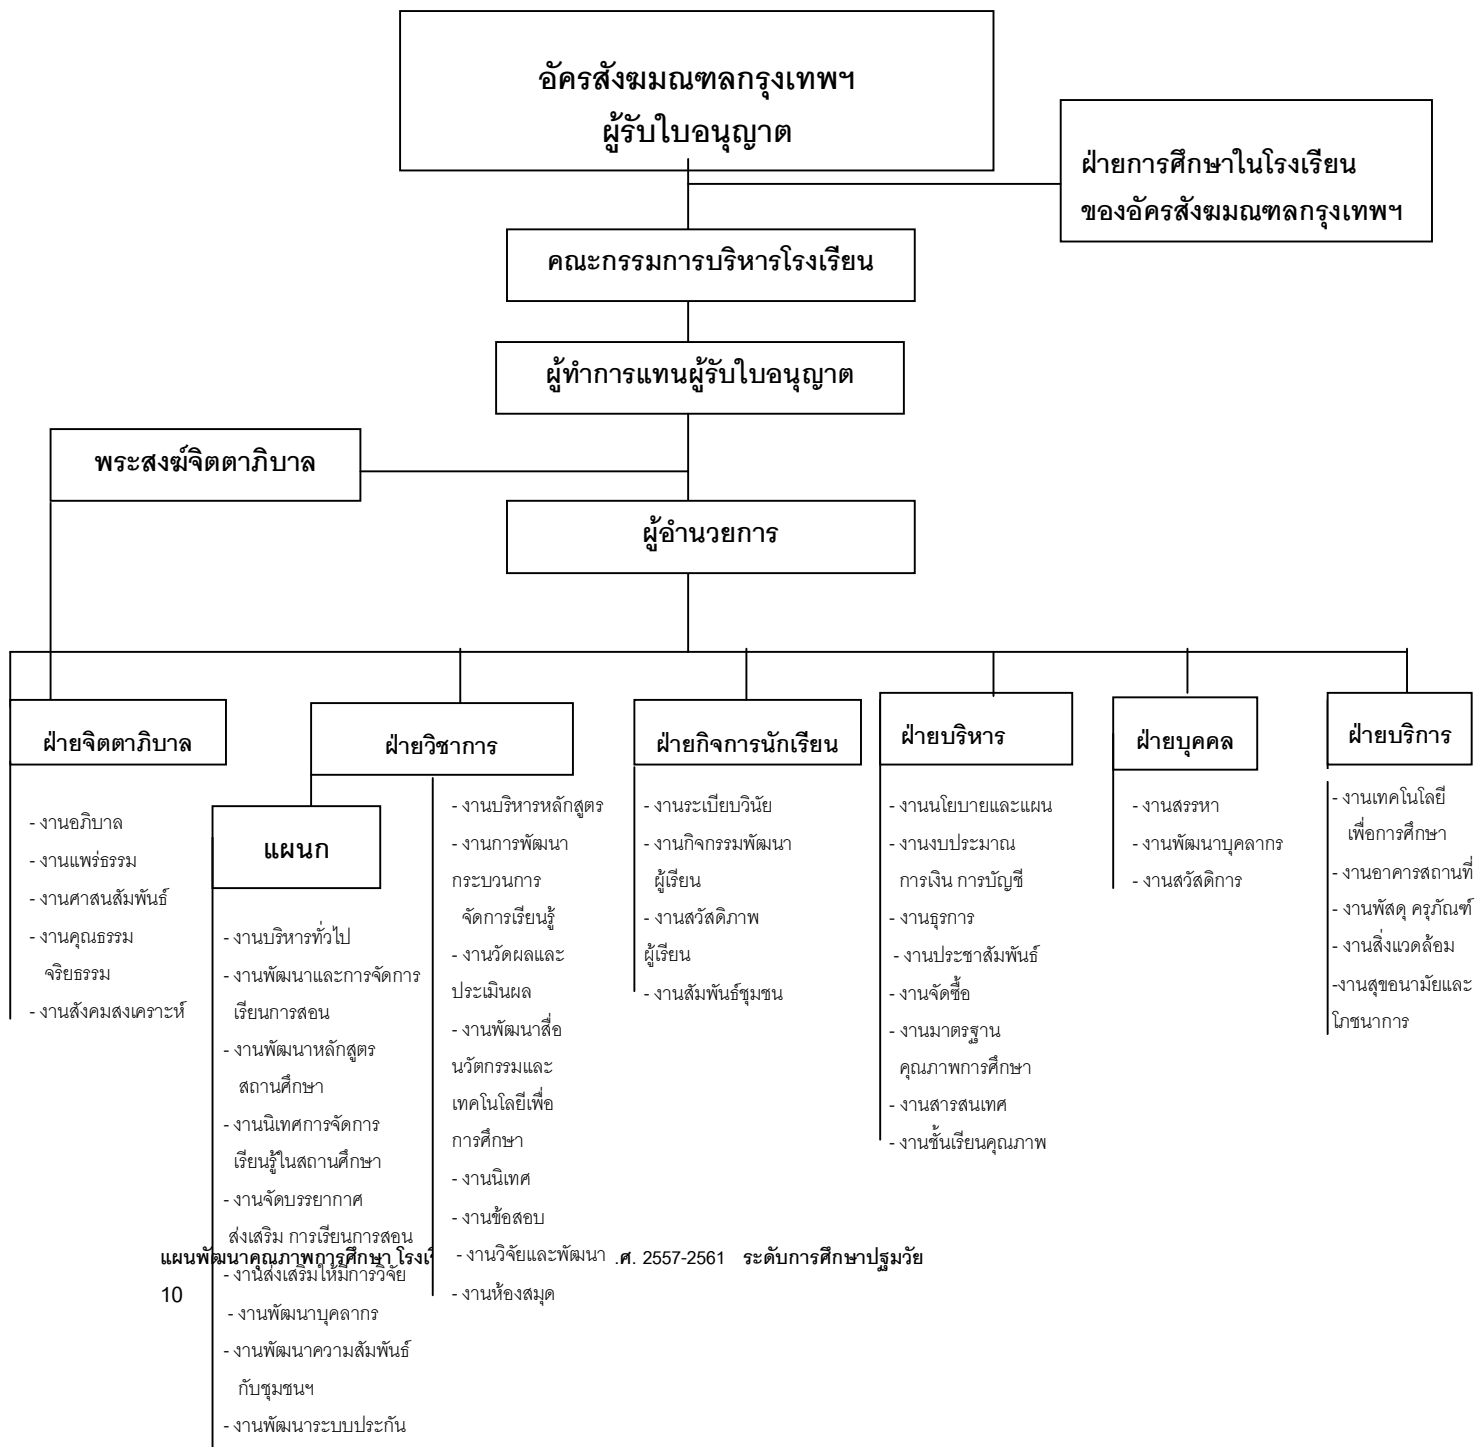 อัครสังฆมณฑลกรุงเทพฯ
ผู้รับใบอนุญาต
ฝ่ายการศึกษาในโรงเรียน
ของอัครสังฆมณฑลกรุงเทพฯ
คณะกรรมการบริหารโรงเรียน
ผู้ทำการแทนผู้รับใบอนุญาต
พระสงฆ์จิตตาภิบาล
ผู้อำนวยการ
ฝ่ายจิตตาภิบาล
- งานอภิบาล
- งานแพร่ธรรม
- งานศาสนสัมพันธ์
- งานคุณธรรม
จริยธรรม
- งานสังคมสงเคราะห์
ฝ่ายวิชาการ
แผนก
- งานบริหารทั่วไป
- งานพัฒนาและการจัดการ
เรียนการสอน
- งานพัฒนาหลักสูตร
สถานศึกษา
- งานนิเทศการจัดการ
เรียนรู้ในสถานศึกษา
- งานจัดบรรยากาศ
ส่งเสริม การเรียนการสอน
- งานส่งเสริมให้มีการวิจัย
- งานพัฒนาบุคลากร
- งานพัฒนาความสัมพันธ์
กับชุมชนฯ
- งานพัฒนาระบบประกัน
- งานบริหารหลักสูตร
- งานการพัฒนา
กระบวนการ
จัดการเรียนรู้
- งานวัดผลและ
ประเมินผล
- งานพัฒนาสื่อ
นวัตกรรมและ
เทคโนโลยีเพื่อ
การศึกษา
- งานนิเทศ
- งานข้อสอบ
- งานวิจัยและพัฒนา
- งานห้องสมุด
ฝ่ายกิจการนักเรียน
- งานระเบียบวินัย
- งานกิจกรรมพัฒนา
ผู้เรียน
- งานสวัสดิภาพ
ผู้เรียน
- งานสัมพันธ์ชุมชน
ฝ่ายบริหาร
- งานนโยบายและแผน
- งานงบประมาณ
การเงิน การบัญชี
- งานธุรการ
- งานประชาสัมพันธ์
- งานจัดซื้อ
- งานมาตรฐาน
คุณภาพการศึกษา
- งานสารสนเทศ
- งานชั้นเรียนคุณภาพ
ฝ่ายบุคคล
- งานสรรหา
- งานพัฒนาบุคลากร
- งานสวัสดิการ
ฝ่ายบริการ
- งานเทคโนโลยี
เพื่อการศึกษา
- งานอาคารสถานที่
- งานพัสดุ ครุภัณฑ์
- งานสิ่งแวดล้อม
-งานสุขอนามัยและ
โภชนาการ
แผนพัฒนาคุณภาพการศึกษา .ศ. 2557-2561 ระดับการศึกษาปฐมวัย
10